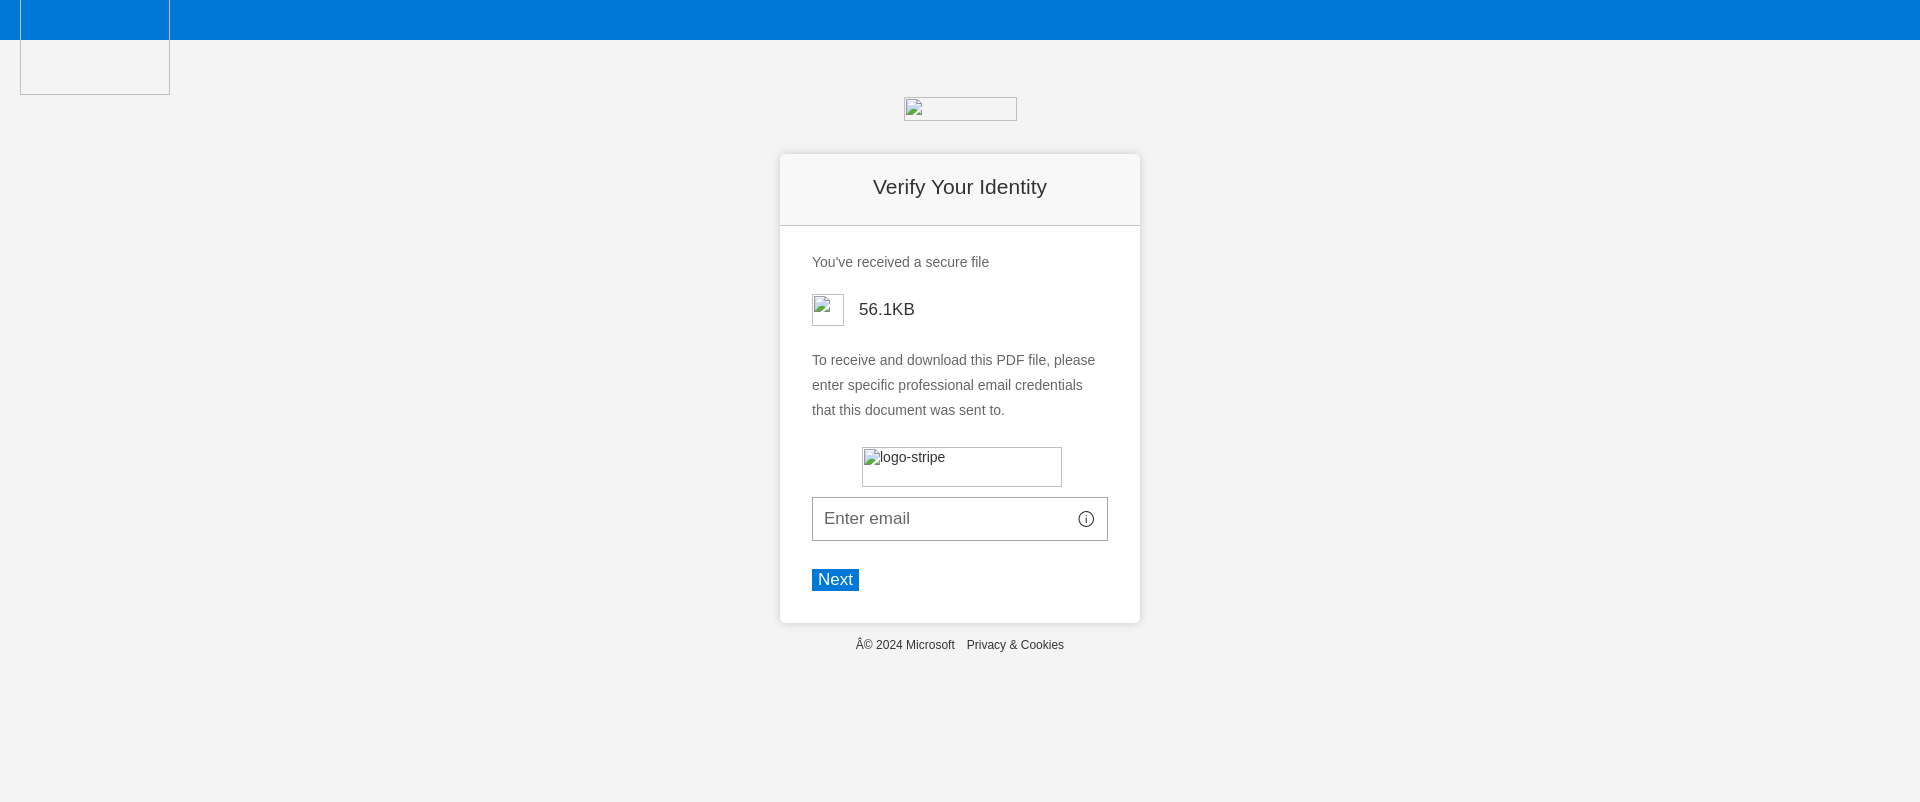 Verify Your Identity
You've received a secure file
56.1KB
To receive and download this PDF file, please
enter specific professional email credentials
that this document was sent to.
logo-stripe
Enter email
Next
Â© 2024 Microsoft Privacy & Cookies